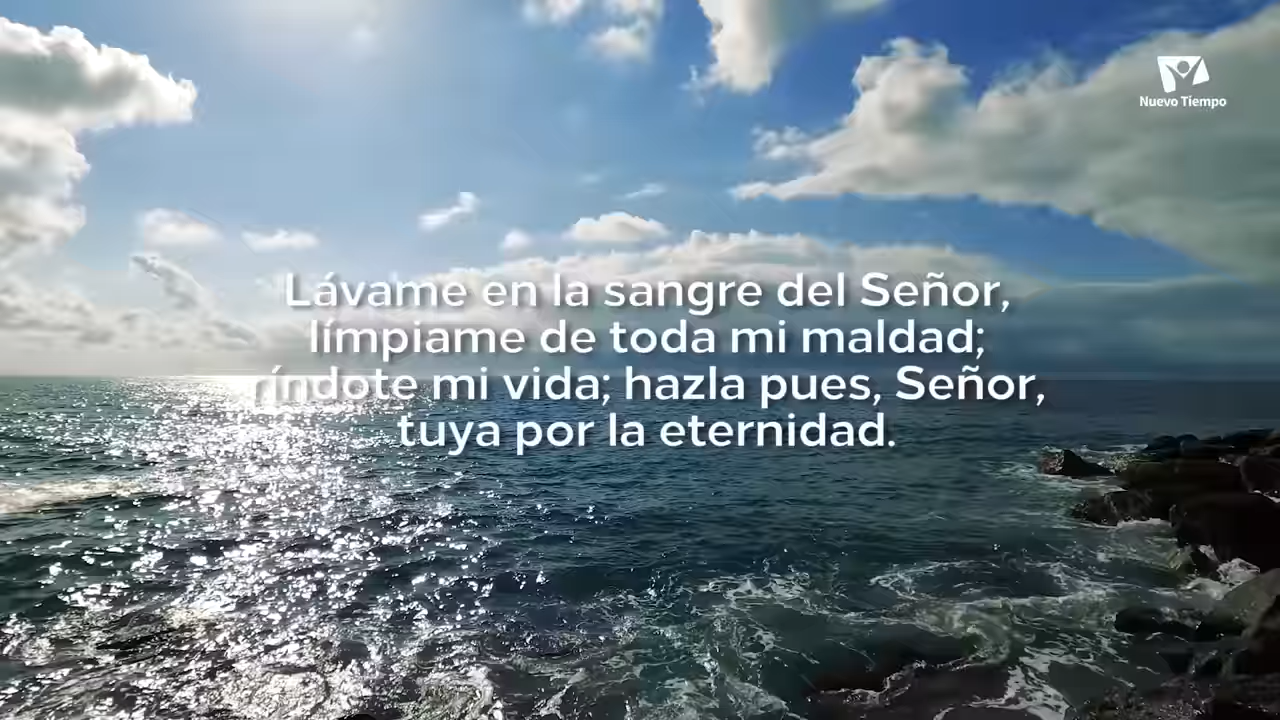 Nuevo Tiempo
Lávame en la sangre del Señor,
límpiame de toda mi maldad;
ríndote mi vida; hazla pues, Señor,
tuya por la eternidad.